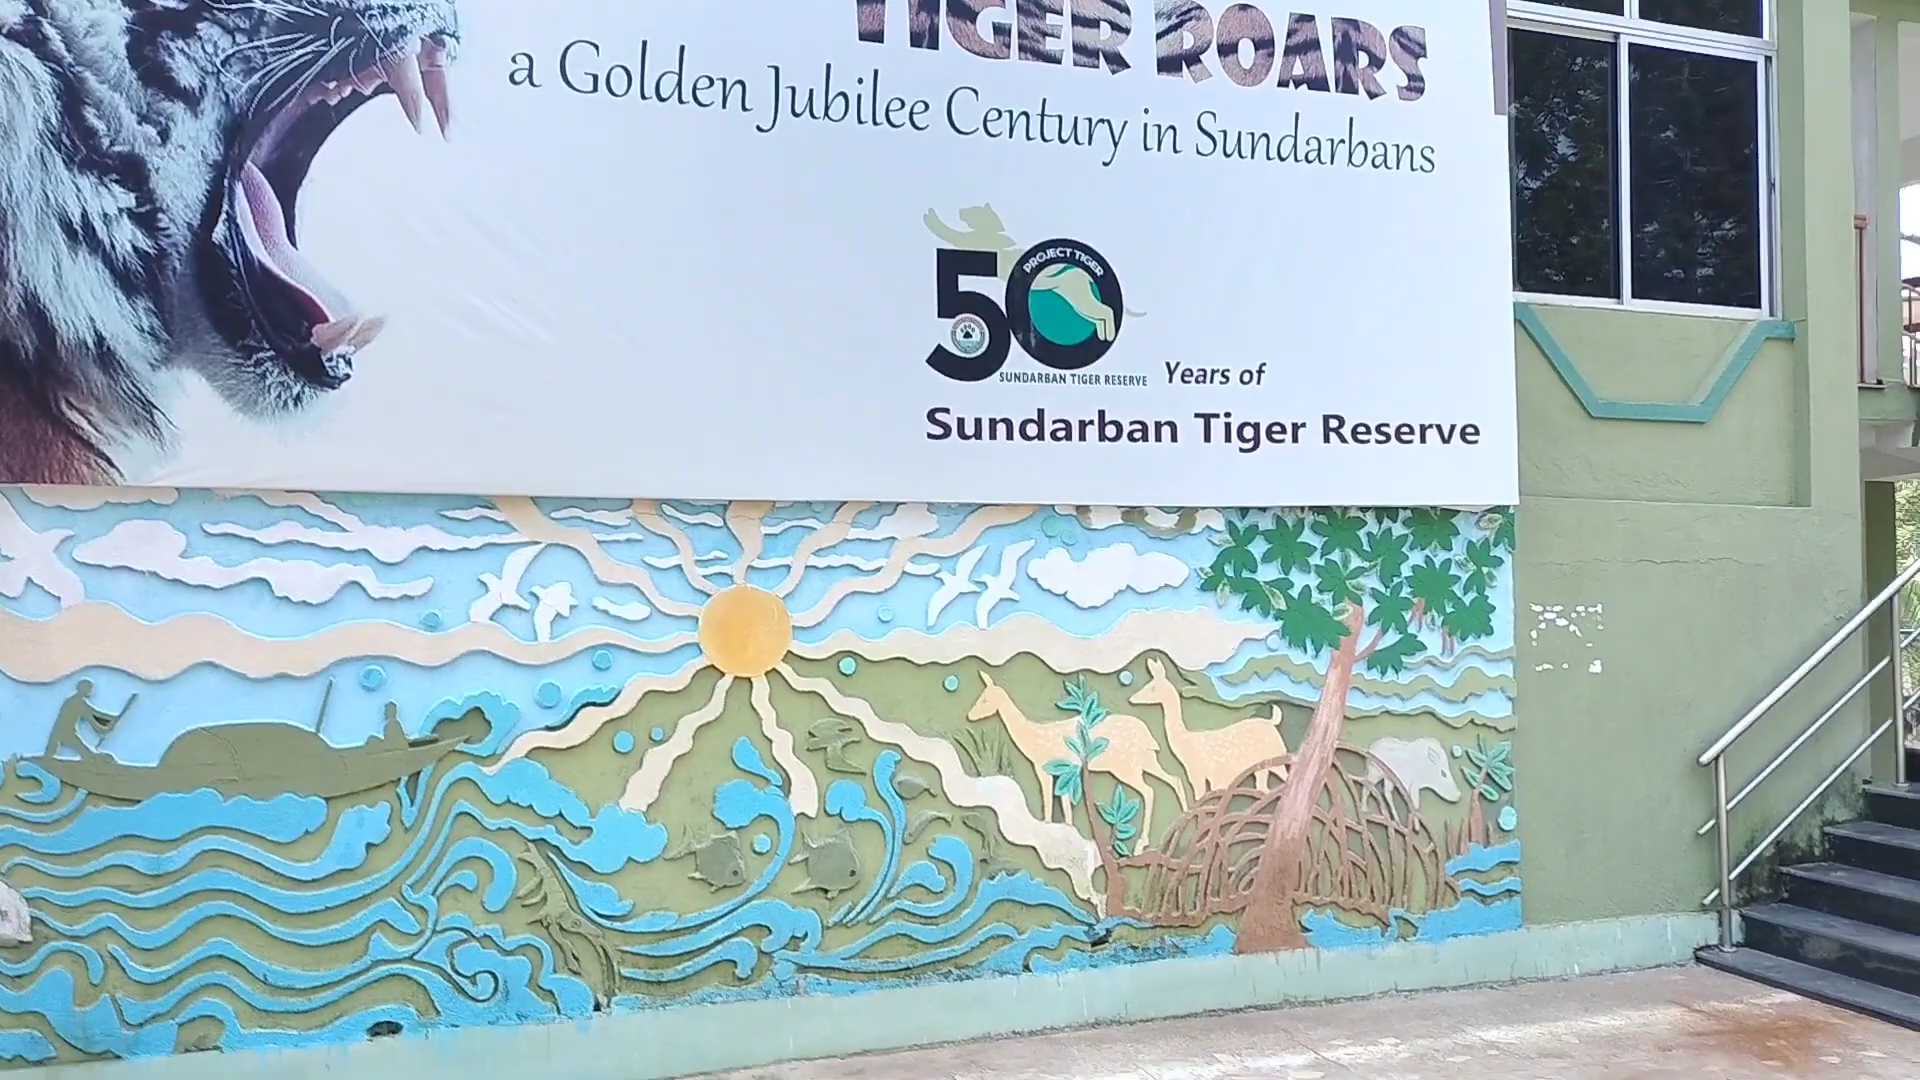 TIGER ROARS
a Golden Jubilee Century in Sundarbans
50
PROJECT TIGER
SUNDARBAN TIGER RESERVE
Years of
Sundarban Tiger Reserve